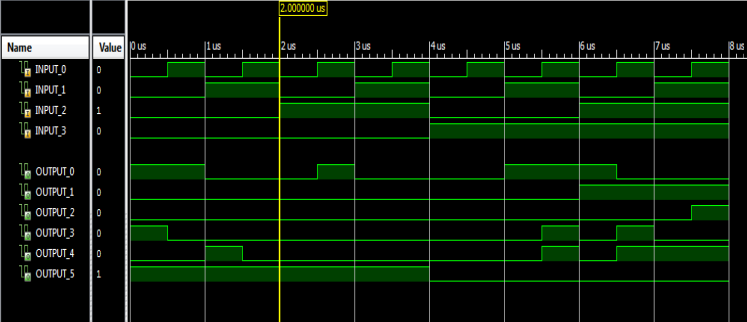 2.000000 us
Name Value 0 us 1 us 2 us 3 us 4 us 5 us 6 us 7 us 8 us
INPUT_0 0
INPUT_1 0
INPUT_2 1
INPUT_3 0
OUTPUT_0 0
OUTPUT_1 0
OUTPUT_2 0
OUTPUT_3 0
OUTPUT_4 0
OUTPUT_5 1